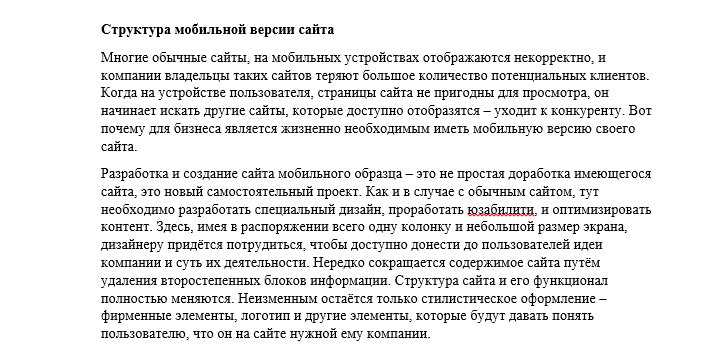 Структура мобильной версии сайта
Многие обычные сайты, на мобильных устройствах отображаются некорректно, и
компании владельцы таких сайтов теряют большое количество потенциальных клиентов.
Когда на устройстве пользователя, страницы сайта не пригодны для просмотра, он
начинает искать другие сайты, которые доступно отобразятся – уходит к конкуренту. Вот
почему для бизнеса является жизненно необходимым иметь мобильную версию своего
сайта.
Разработка и создание сайта мобильного образца – это не простая доработка имеющегося
сайта, это новый самостоятельный проект. Как и в случае с обычным сайтом, тут
необходимо разработать специальный дизайн, проработать юзабилити, и оптимизировать
контент. Здесь, имея в распоряжении всего одну колонку и небольшой размер экрана,
дизайнеру придётся потрудиться, чтобы доступно донести до пользователей идеи
компании и суть их деятельности. Нередко сокращается содержимое сайта путём
удаления второстепенных блоков информации. Структура сайта и его функционал
полностью меняются. Неизменным остаётся только стилистическое оформление –
фирменные элементы, логотип и другие элементы, которые будут давать понять
пользователю, что он на сайте нужной ему компании.